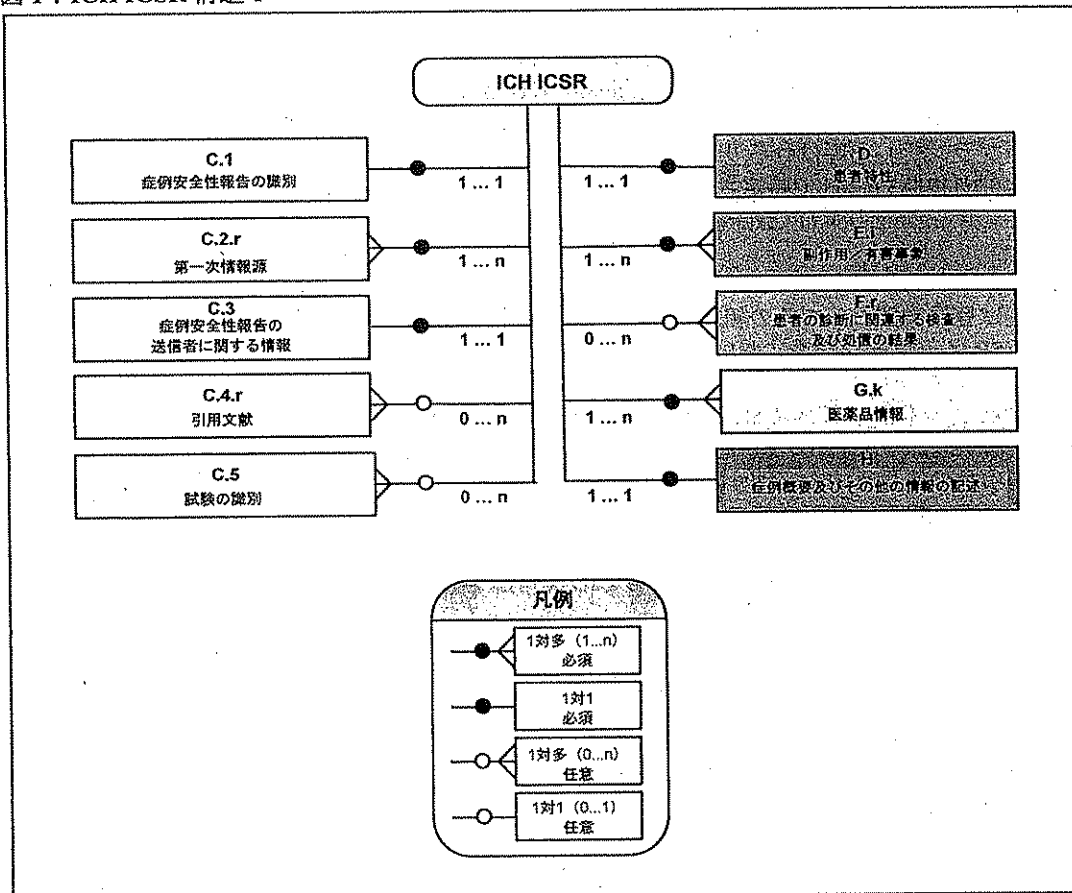 ICH ICSR
C.1
症例安全性報告の識別
1 ... 1
C.2.r
第一次情報源
1 ... n
C.3
症例安全性報告の
送信者に関する情報
1 ... 1
C.4.r
引用文献
0 ... n
C.5
試験の識別
0 ... n
D
患者特性
1 ... 1
E.i
副作用／有害事象
1 ... n
F.r
患者の診断に関連する検査
及び処置の結果
0 ... n
G.k
医薬品情報
1 ... n
H
症例概要及びその他の情報の記述
1 ... 1
凡例
1対多（1...n）
必須
1対1
必須
1対多（0...n）
任意
1対1（0...1）
任意